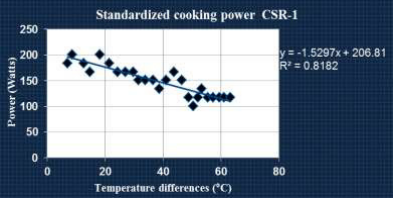 Standardized cooking power CSR-1
250
200
150
100
50
0
Power (Watts)
y = -1.5297x + 206.81
R² = 0.8182
0 20 40 60 80
Temperature differences (°C)